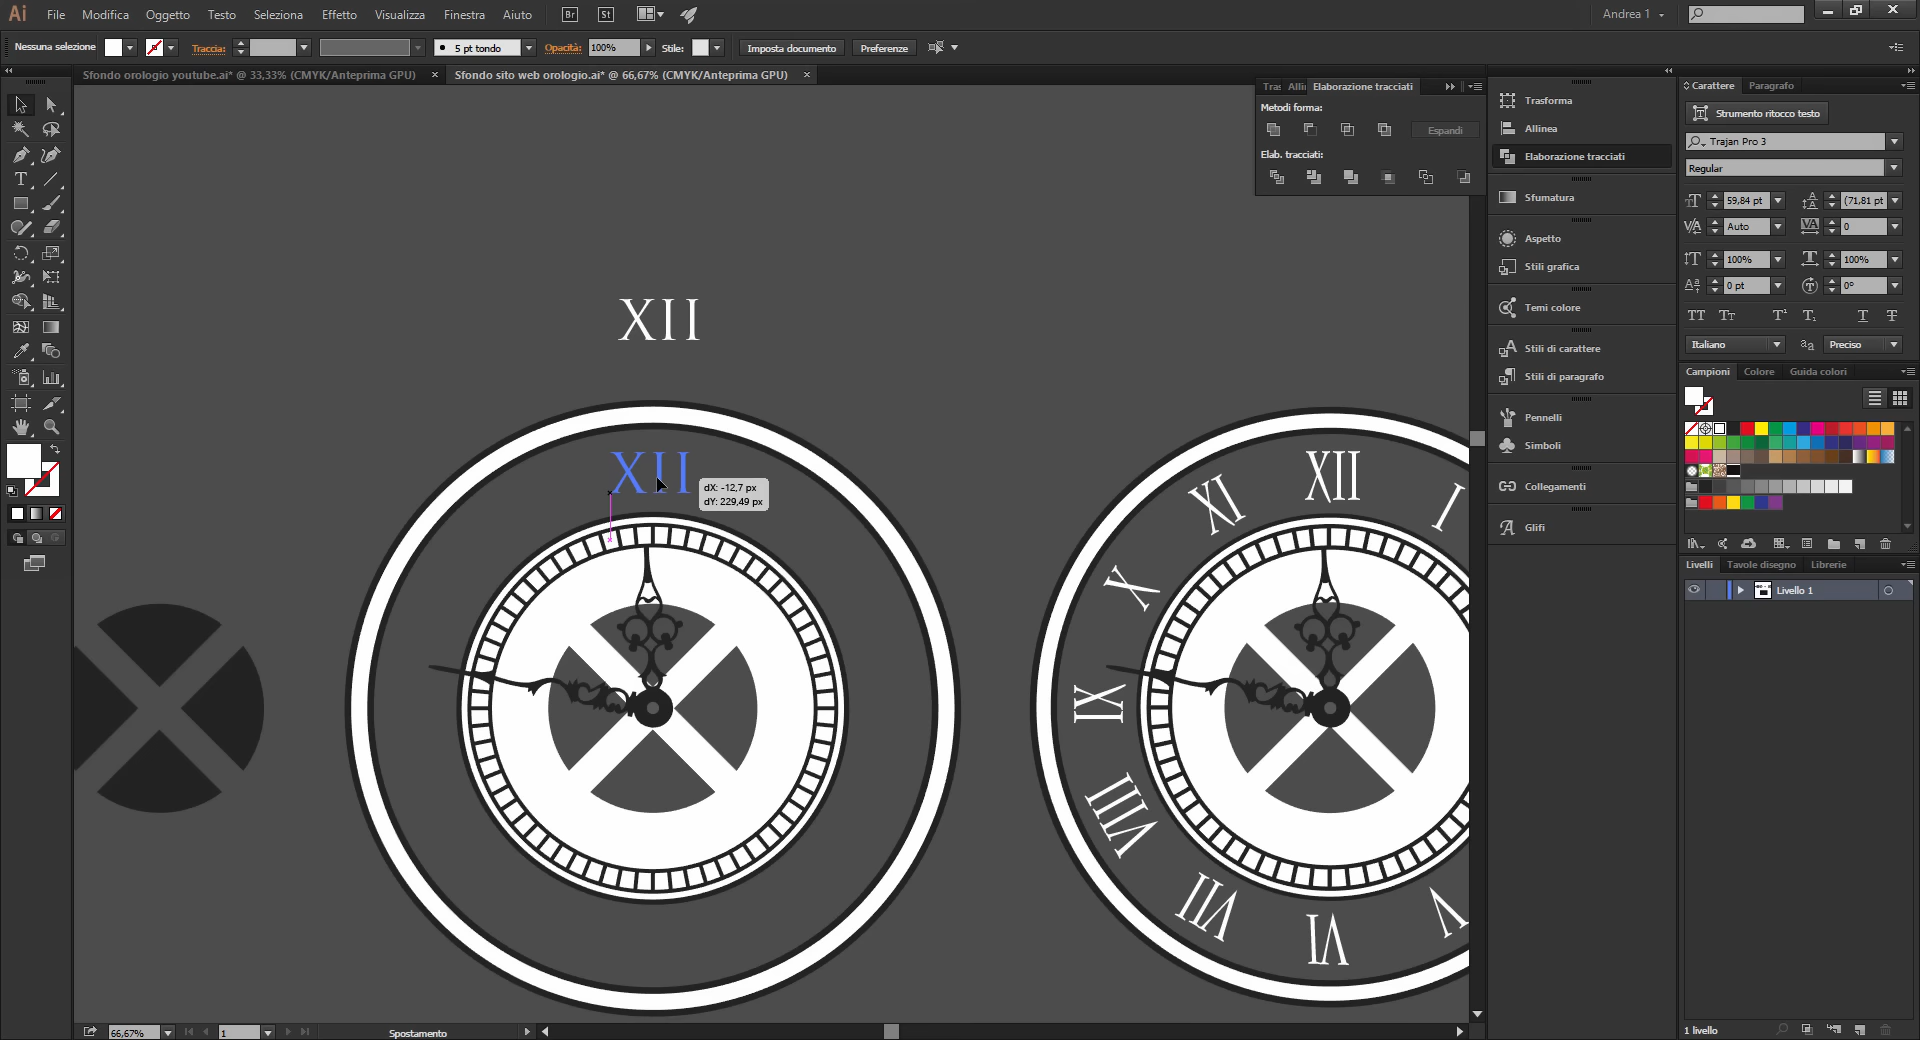 Ai File Modifica Oggetto Testo Seleziona Effetto Visualizza Finestra Aiuto Br St Andrea 1
Nessuna selezione Traccia: 5 pt tondo Opacità: 100% Stile: Imposta documento Preferenze
Sfondo orologio youtube.ai* @ 33,33% (CMYK/Anteprima GPU) × Sfondo sito web orologio.ai* @ 66,67% (CMYK/Anteprima GPU) ×
Tras Allin Elaborazione tracciati
Metodi forma:
Espandi
Elab. tracciati:
Trasforma
Allinea
Elaborazione tracciati
Sfumatura
Aspetto
Stili grafica
Temi colore
Stili di carattere
Stili di paragrafo
Pennelli
Simboli
Collegamenti
Glifi
Carattere Paragrafo
Strumento ritocco testo
Trajan Pro 3
Regular
59,84 pt (71,81 pt
Auto 0
100% 100%
0 pt 0°
Italiano Preciso
Campioni Colore Guida colori
Livelli Tavole disegno Librerie
Livello 1
1 livello
XII
XII
dX: -12,7 px
dY: 229,49 px
XII
I
XI
X
IX
VIIII
VIII
VI
V
66,67% 1 Spostamento